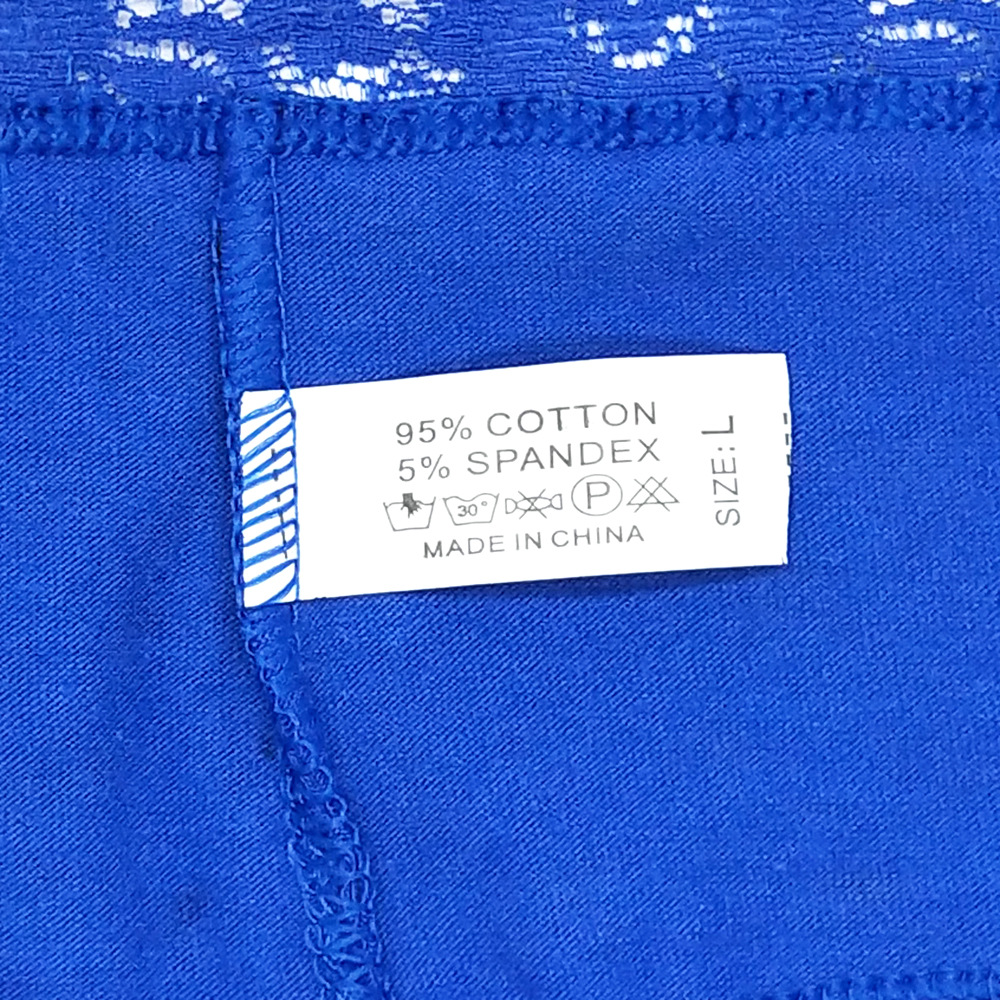 95% COTTON
5% SPANDEX
30°
P
MADE IN CHINA
SIZE: L